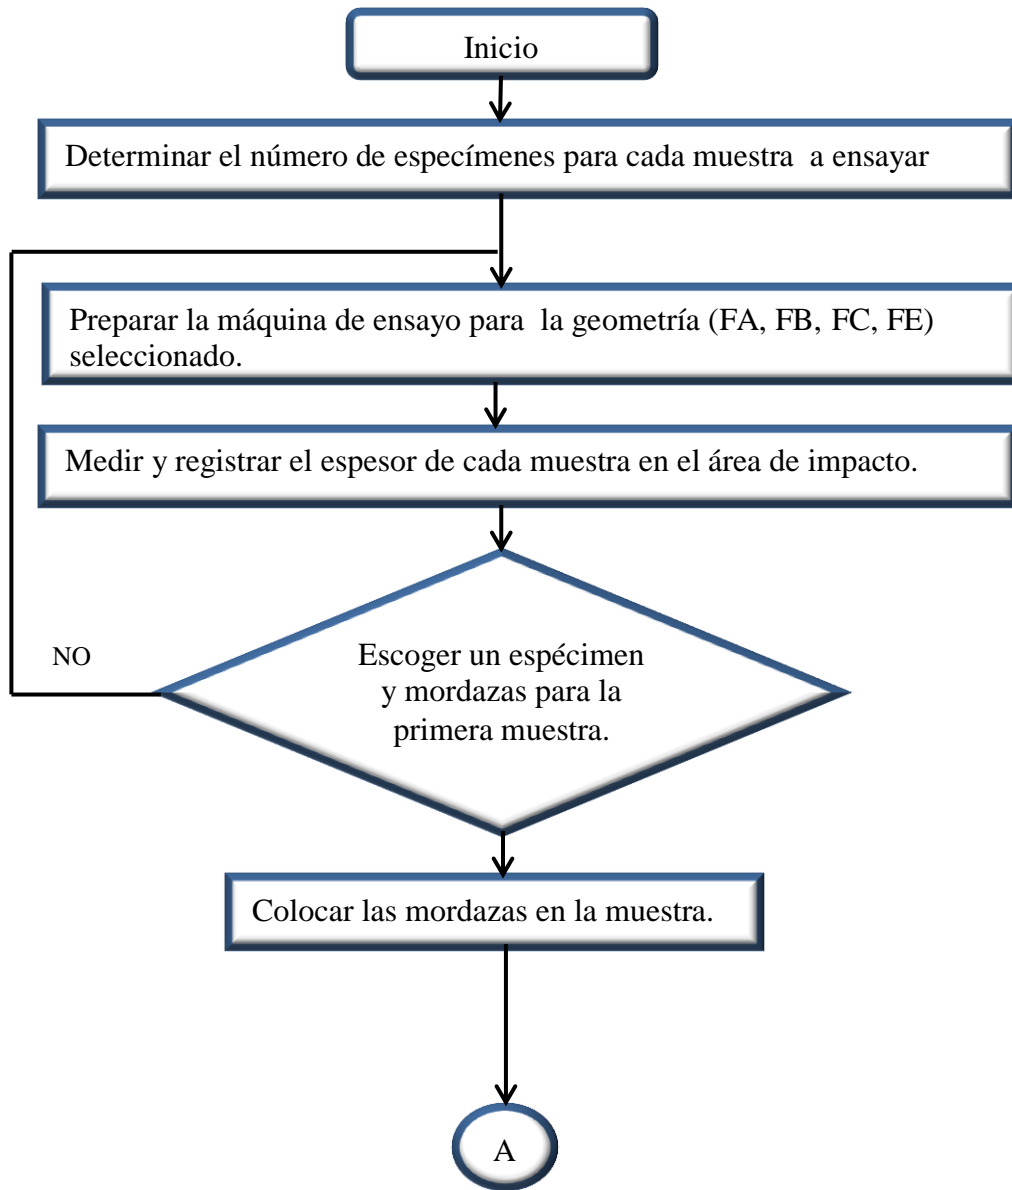 Inicio
Determinar el número de especímenes para cada muestra  a ensayar
Preparar la máquina de ensayo para  la geometría (FA, FB, FC, FE)
seleccionado.
Medir y registrar el espesor de cada muestra en el área de impacto.
NO
Escoger un espécimen
y mordazas para la
primera muestra.
Colocar las mordazas en la muestra.
A